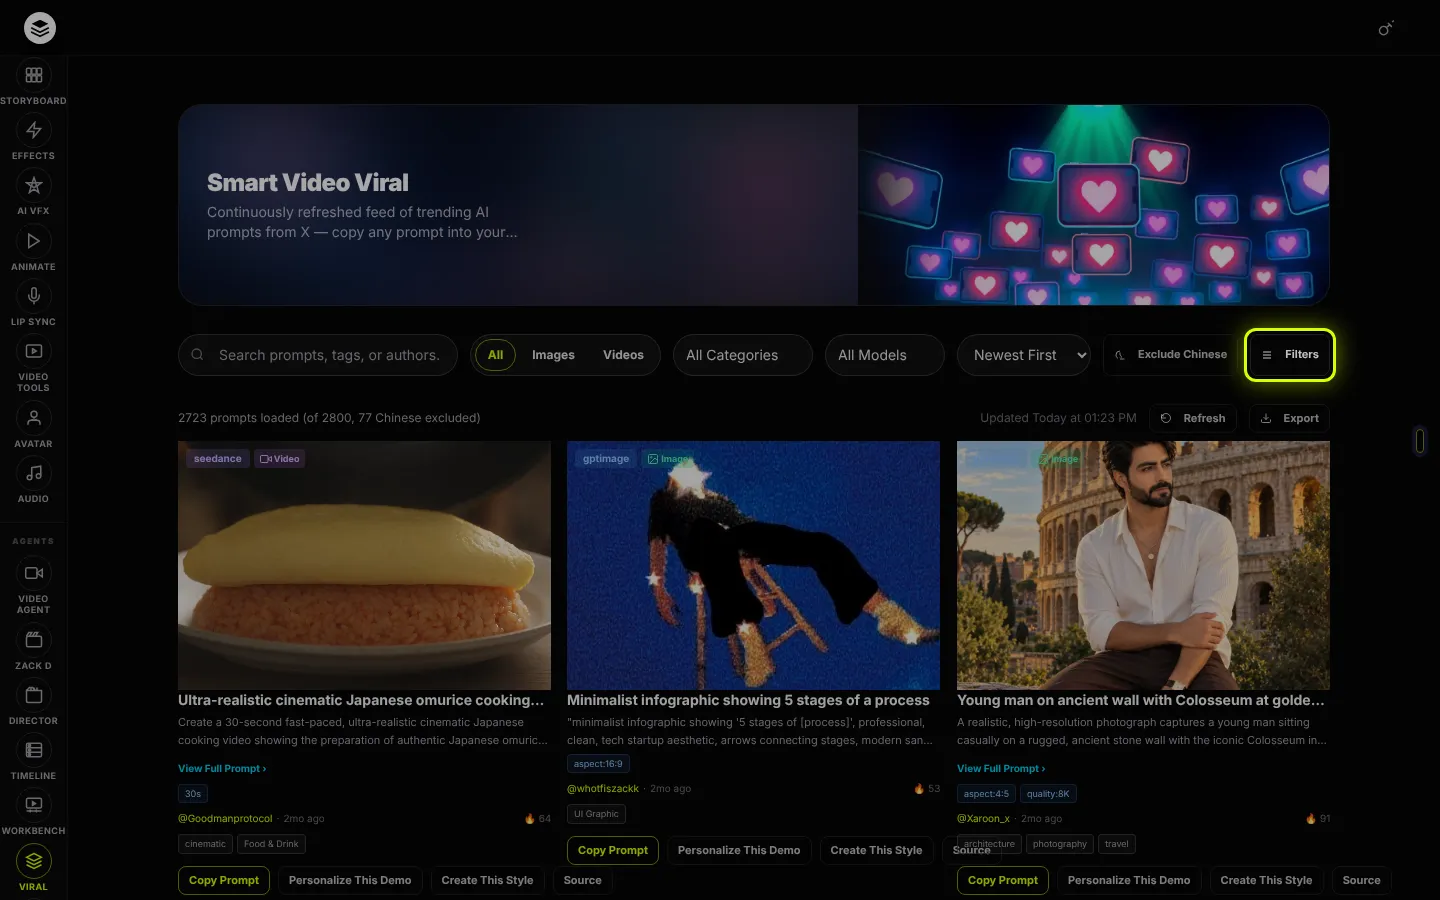 STORYBOARD
EFFECTS
AI VFX
ANIMATE
LIP SYNC
VIDEO
TOOLS
AVATAR
AUDIO
AGENTS
VIDEO
AGENT
ZACK D
DIRECTOR
TIMELINE
WORKBENCH
VIRAL
Smart Video Viral
Continuously refreshed feed of trending AI
prompts from X — copy any prompt into your...
Search prompts, tags, or authors.
All
Images
Videos
All Categories
All Models
Newest First
Exclude Chinese
Filters
2723 prompts loaded (of 2800, 77 Chinese excluded)
Updated Today at 01:23 PM
Refresh
Export
seedance
Video
Ultra-realistic cinematic Japanese omurice cooking...
Create a 30-second fast-paced, ultra-realistic cinematic Japanese
cooking video showing the preparation of authentic Japanese omuric...
View Full Prompt ›
30s
@Goodmanprotocol · 2mo ago
64
cinematic
Food & Drink
Copy Prompt
Personalize This Demo
Create This Style
Source
gptimage
Image
Minimalist infographic showing 5 stages of a process
"minimalist infographic showing '5 stages of [process]', professional,
clean, tech startup aesthetic, arrows connecting stages, modern san...
aspect:16:9
@whotfiszackk · 2mo ago
53
UI Graphic
Copy Prompt
Personalize This Demo
Create This Style
Source
Image
Young man on ancient wall with Colosseum at golde...
A realistic, high-resolution photograph captures a young man sitting
casually on a rugged, ancient stone wall with the iconic Colosseum in...
View Full Prompt ›
aspect:4:5
quality:8K
@Xaroon_x · 2mo ago
91
architecture
photography
travel
Copy Prompt
Personalize This Demo
Create This Style
Source